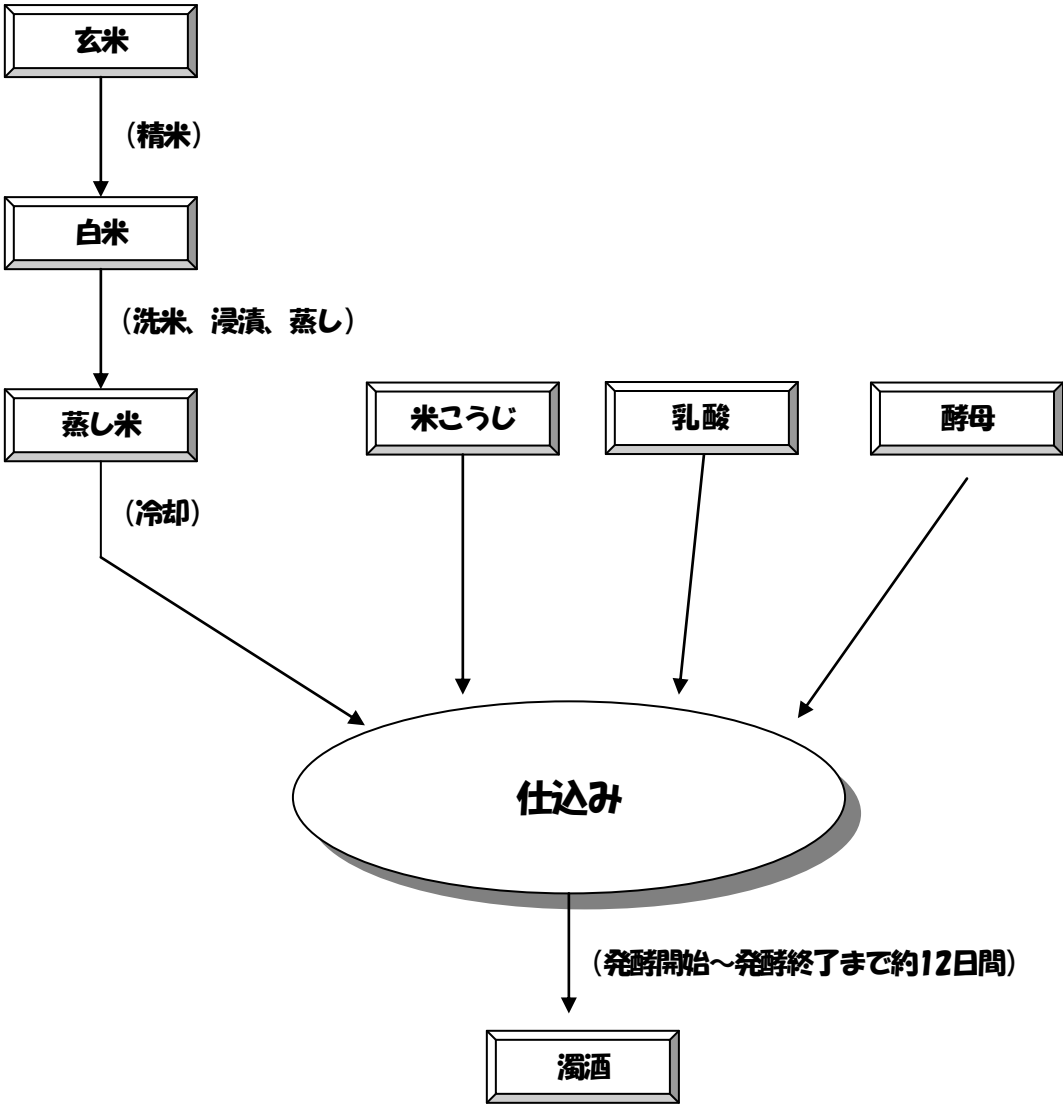 玄米
（精米）
白米
（洗米、浸漬、蒸し）
蒸し米
米こうじ
乳酸
酵母
（冷却）
仕込み
（発酵開始～発酵終了まで約12日間）
濁酒